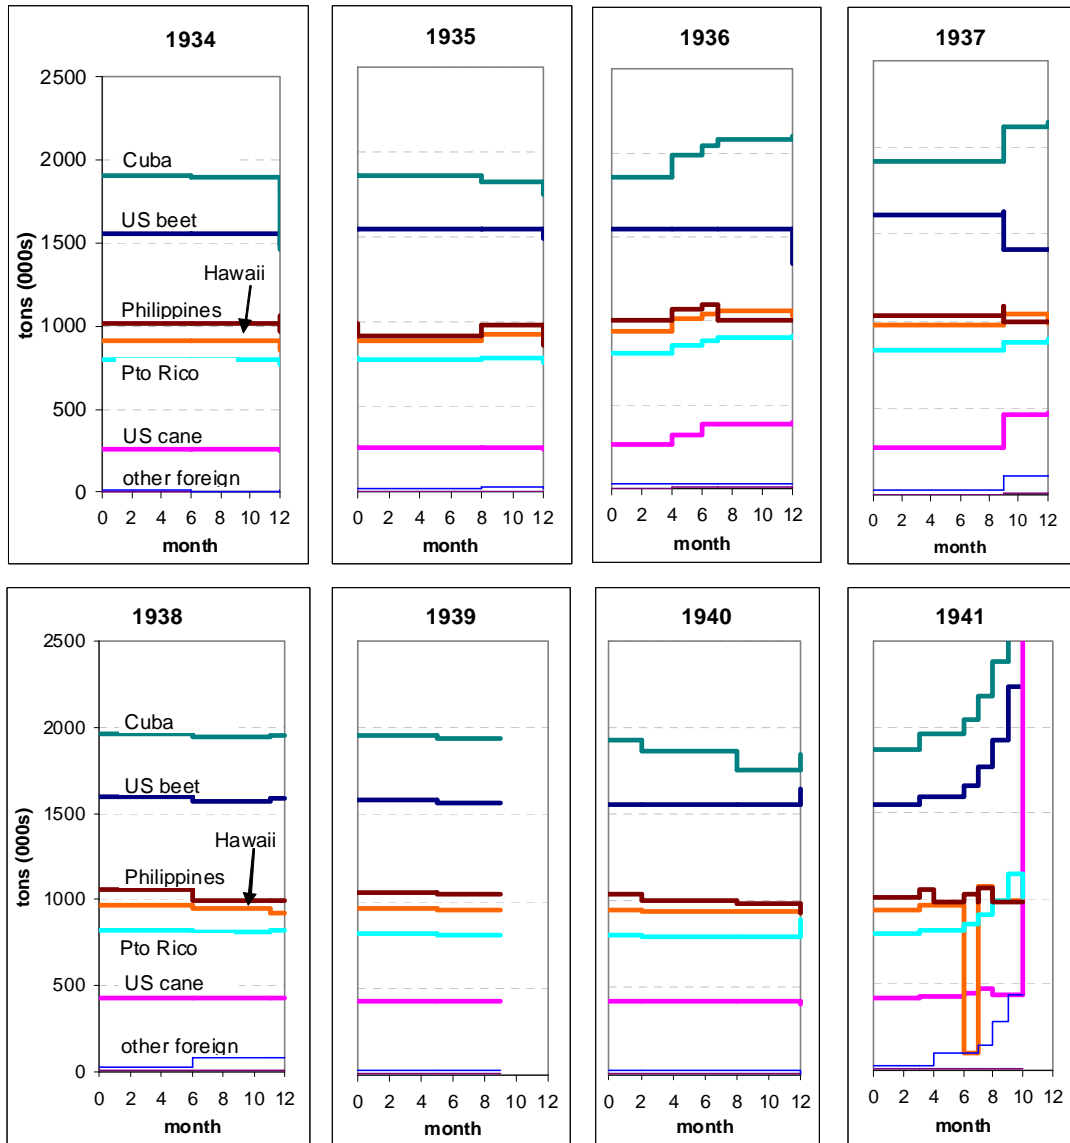 1934
1935
1936
1937
tons (000s)
2500
2000
1500
1000
500
0
Cuba
US beet
Hawaii
Philippines
Pto Rico
US cane
other foreign
0 2 4 6 8 10 12
0 2 4 6 8 10 12
0 2 4 6 8 10 12
0 2 4 6 8 10 12
month
month
month
month
1938
1939
1940
1941
tons (000s)
2500
2000
1500
1000
500
0
Cuba
US beet
Hawaii
Philippines
Pto Rico
US cane
other foreign
0 2 4 6 8 10 12
0 2 4 6 8 10 12
0 2 4 6 8 10 12
0 2 4 6 8 10 12
month
month
month
month